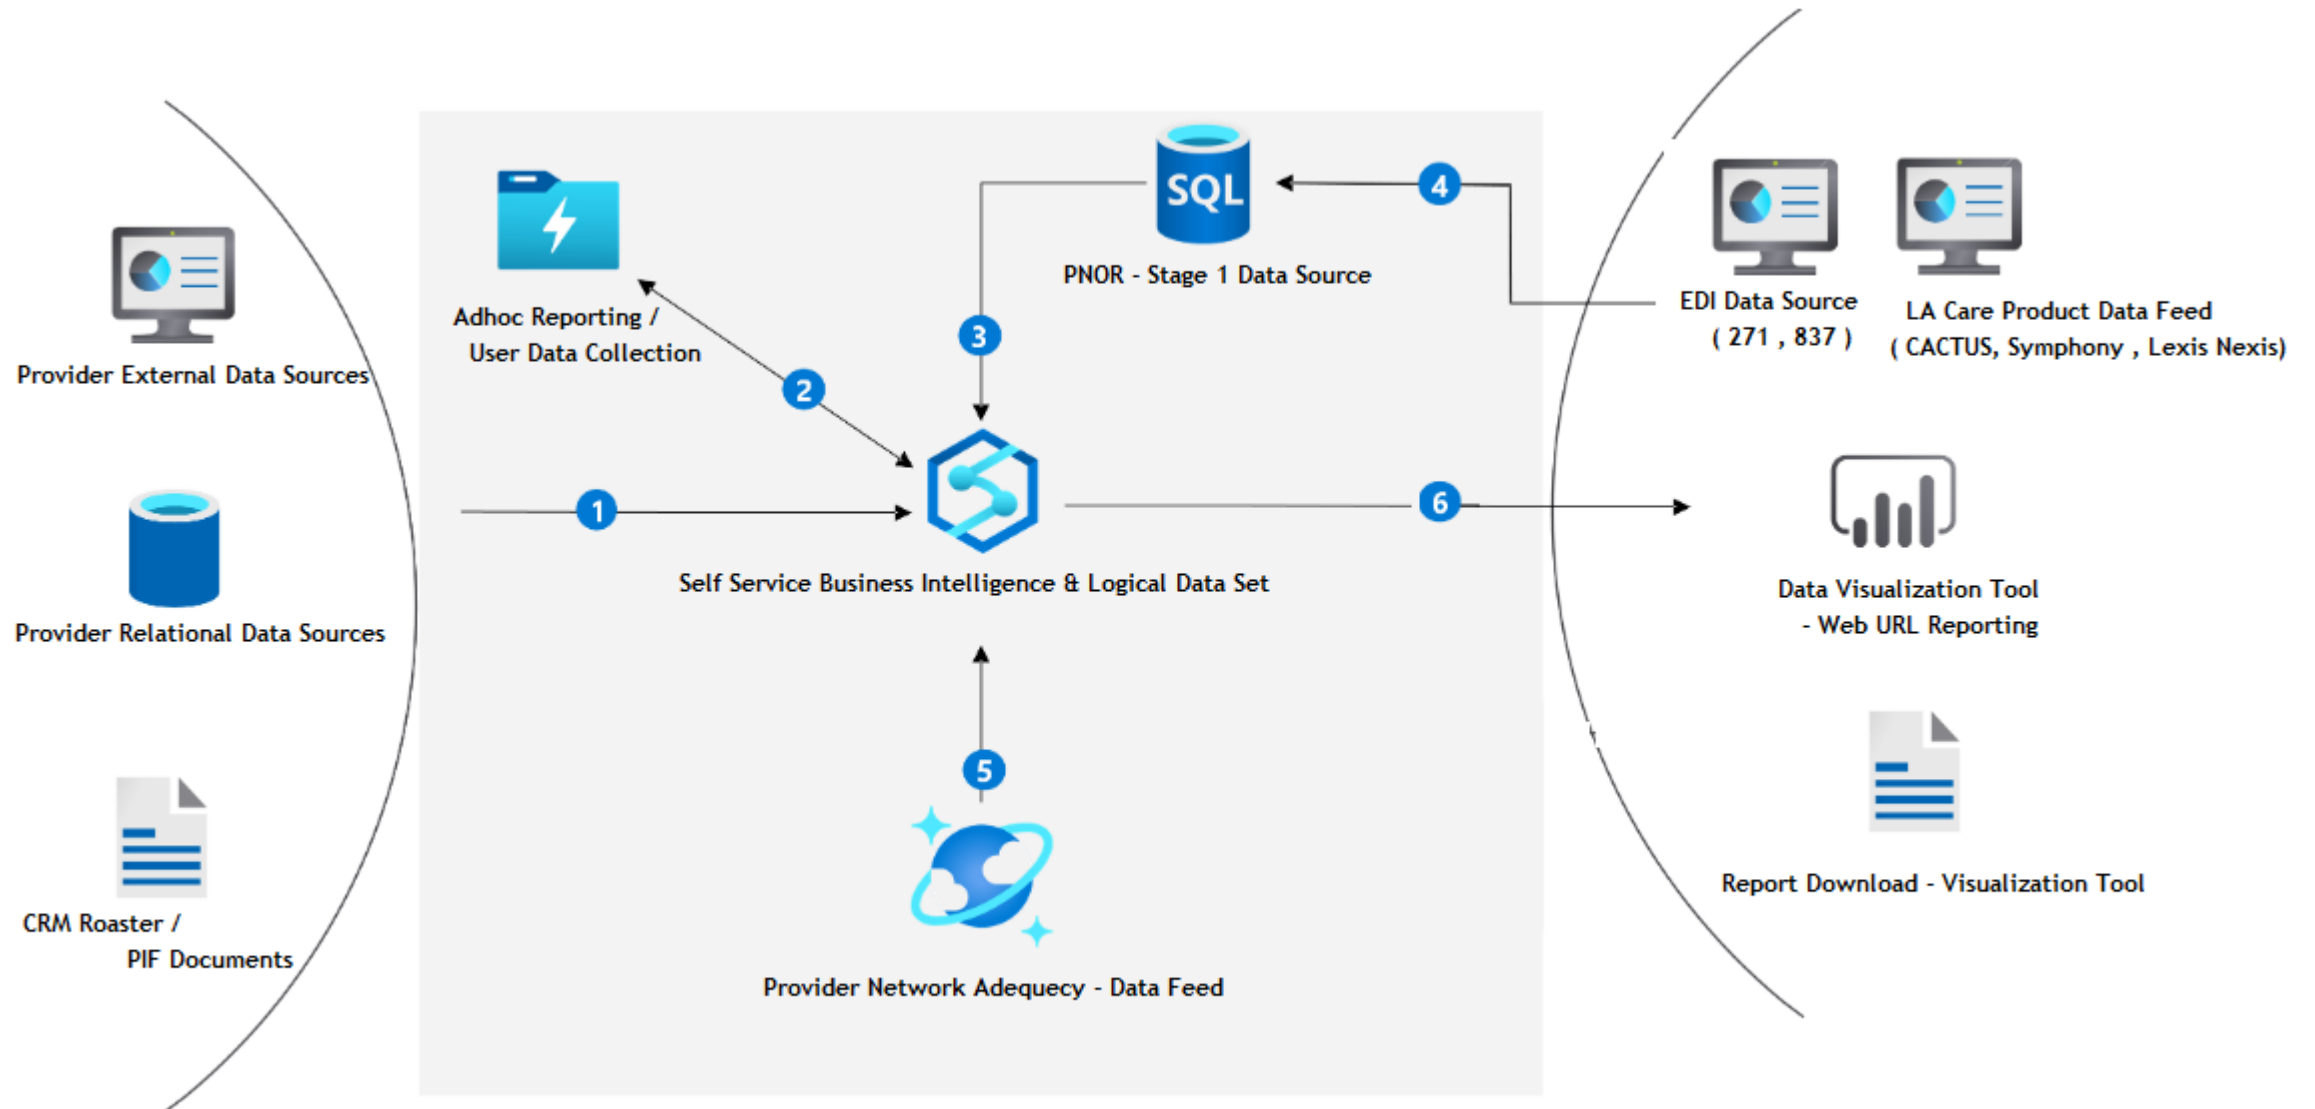 SQL
4
PNOR - Stage 1 Data Source
Adhoc Reporting /
User Data Collection
3
2
1
6
Self Service Business Intelligence & Logical Data Set
5
Provider Network Adequecy - Data Feed
Provider External Data Sources
Provider Relational Data Sources
CRM Roaster /
PIF Documents
EDI Data Source
( 271 , 837 )
LA Care Product Data Feed
( CACTUS, Symphony , Lexis Nexis)
Data Visualization Tool
- Web URL Reporting
Report Download - Visualization Tool